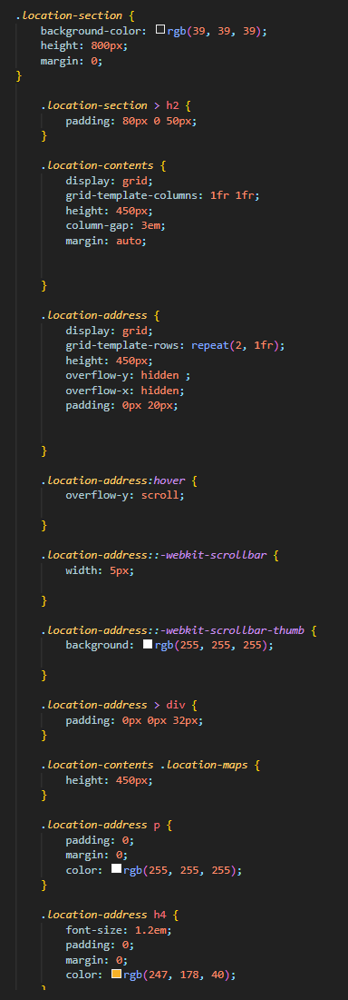 .location-section {
background-color: rgb(39, 39, 39);
height: 800px;
margin: 0;
}
.location-section > h2 {
padding: 80px 0 50px;
}
.location-contents {
display: grid;
grid-template-columns: 1fr 1fr;
height: 450px;
column-gap: 3em;
margin: auto;
}
.location-address {
display: grid;
grid-template-rows: repeat(2, 1fr);
height: 450px;
overflow-y: hidden ;
overflow-x: hidden;
padding: 0px 20px;
}
.location-address:hover {
overflow-y: scroll;
}
.location-address::-webkit-scrollbar {
width: 5px;
}
.location-address::-webkit-scrollbar-thumb {
background: rgb(255, 255, 255);
}
.location-address > div {
padding: 0px 0px 32px;
}
.location-contents .location-maps {
height: 450px;
}
.location-address p {
padding: 0;
margin: 0;
color: rgb(255, 255, 255);
}
.location-address h4 {
font-size: 1.2em;
padding: 0;
margin: 0;
color: rgb(247, 178, 40);
}